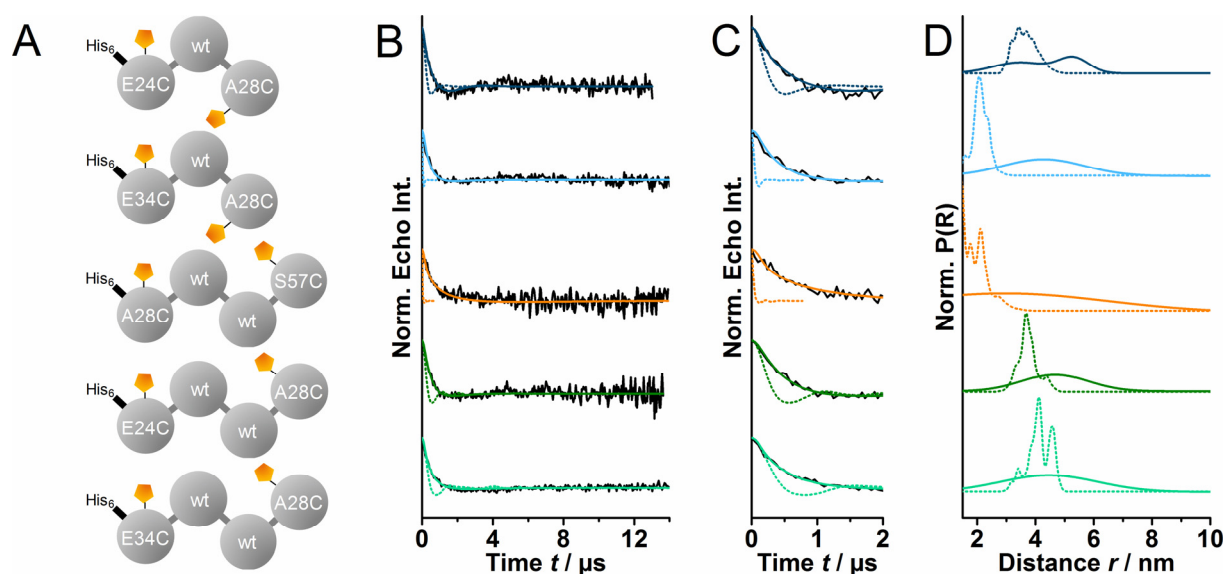 A
His₆
E24C
wt
A28C
His₆
E34C
wt
A28C
His₆
A28C
wt
wt
S57C
His₆
E24C
wt
wt
A28C
His₆
E34C
wt
wt
A28C
B
Norm. Echo Int.
0 4 8 12
Time t / μs
C
Norm. Echo Int.
0 1 2
Time t / μs
D
Norm. P(R)
2 4 6 8 10
Distance r / nm